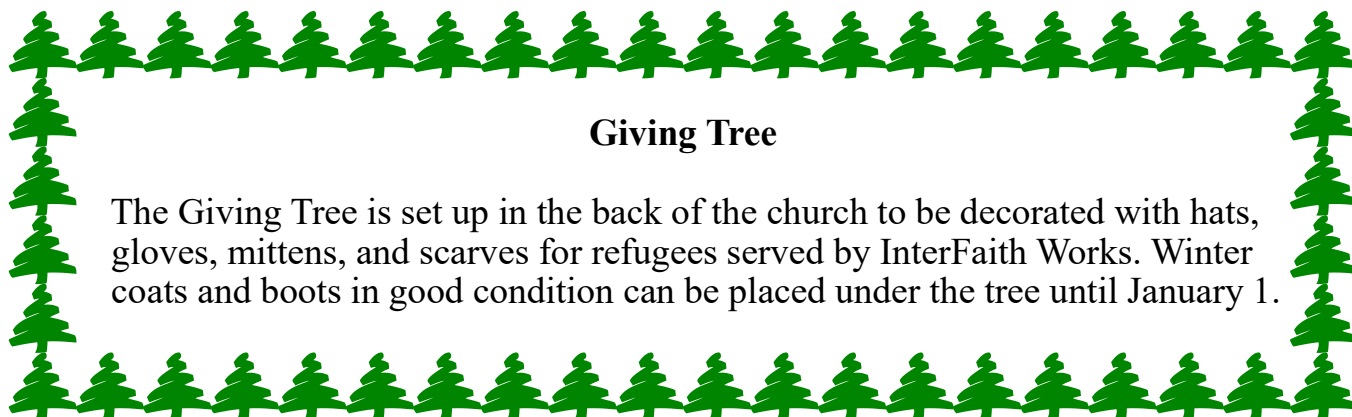 Giving Tree
The Giving Tree is set up in the back of the church to be decorated with hats,
gloves, mittens, and scarves for refugees served by InterFaith Works. Winter
coats and boots in good condition can be placed under the tree until January 1.